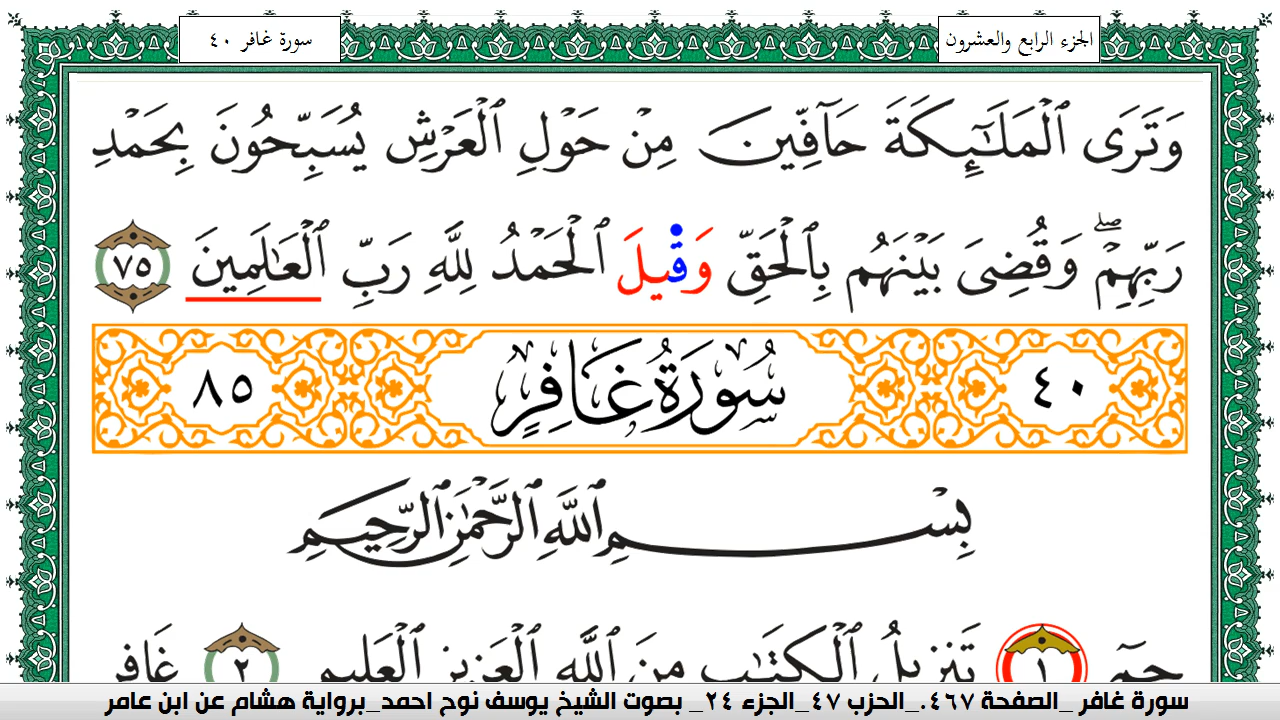 الجزء الرابع والعشرون
سورة غافر ٤٠
وَتَرَى ٱلْمَلَٰٓئِكَةَ حَآفِّينَ مِنْ حَوْلِ ٱلْعَرْشِ يُسَبِّحُونَ بِحَمْدِ
رَبِّهِمْۖ وَقُضِىَ بَيْنَهُم بِٱلْحَقِّ وَقِيلَ ٱلْحَمْدُ لِلَّهِ رَبِّ ٱلْعَٰلَمِينَ ٧٥
٤٠ سُورَةُ غَافِرٍ ٨٥
بِسْمِ ٱللَّهِ ٱلرَّحْمَٰنِ ٱلرَّحِيمِ
حمٓ ١ تَنزِيلُ ٱلْكِتَٰبِ مِنَ ٱللَّهِ ٱلْعَزِيزِ ٱلْعَلِيمِ ٢ غَافِرِ
سورة غافر _الصفحة ٤٦٧._الحزب ٤٧_الجزء ٢٤_ بصوت الشيخ يوسف نوح احمد_برواية هشام عن ابن عامر